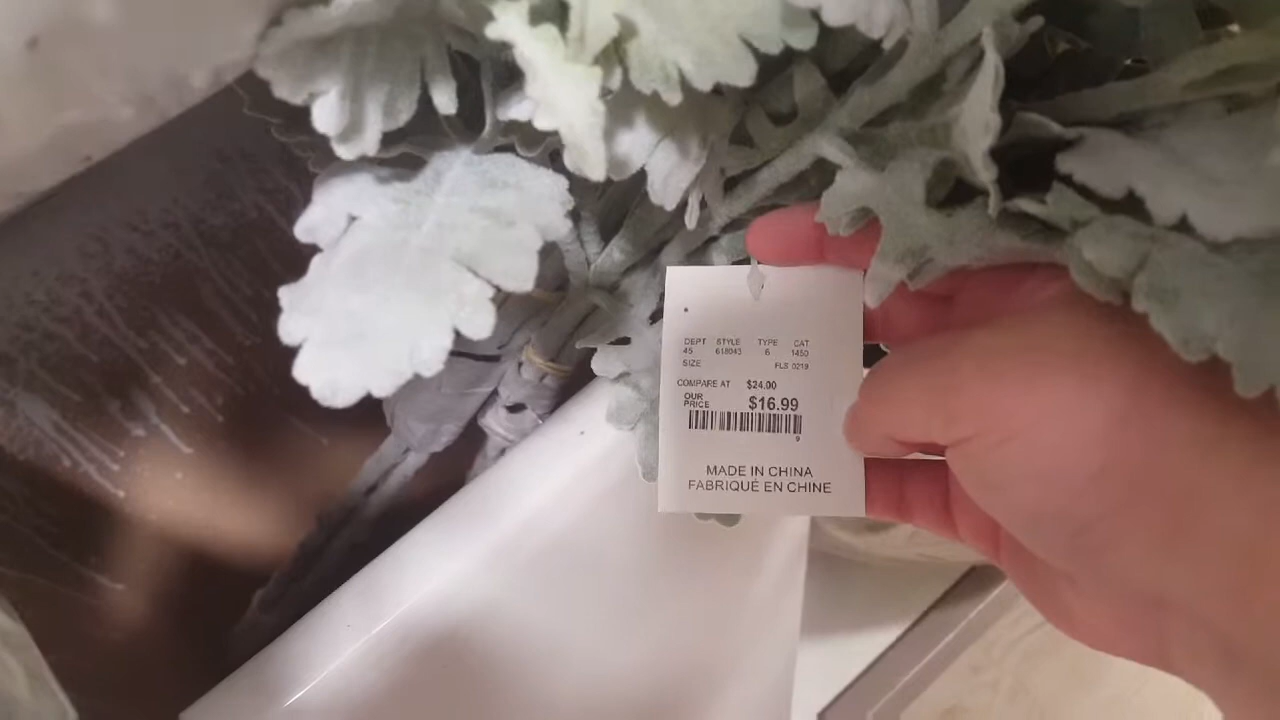 DEPT STYLE TYPE CAT
45 618043 6 1450
SIZE FLS 0219
COMPARE AT $24.00
OUR PRICE $16.99
9
MADE IN CHINA
FABRIQUÉ EN CHINE